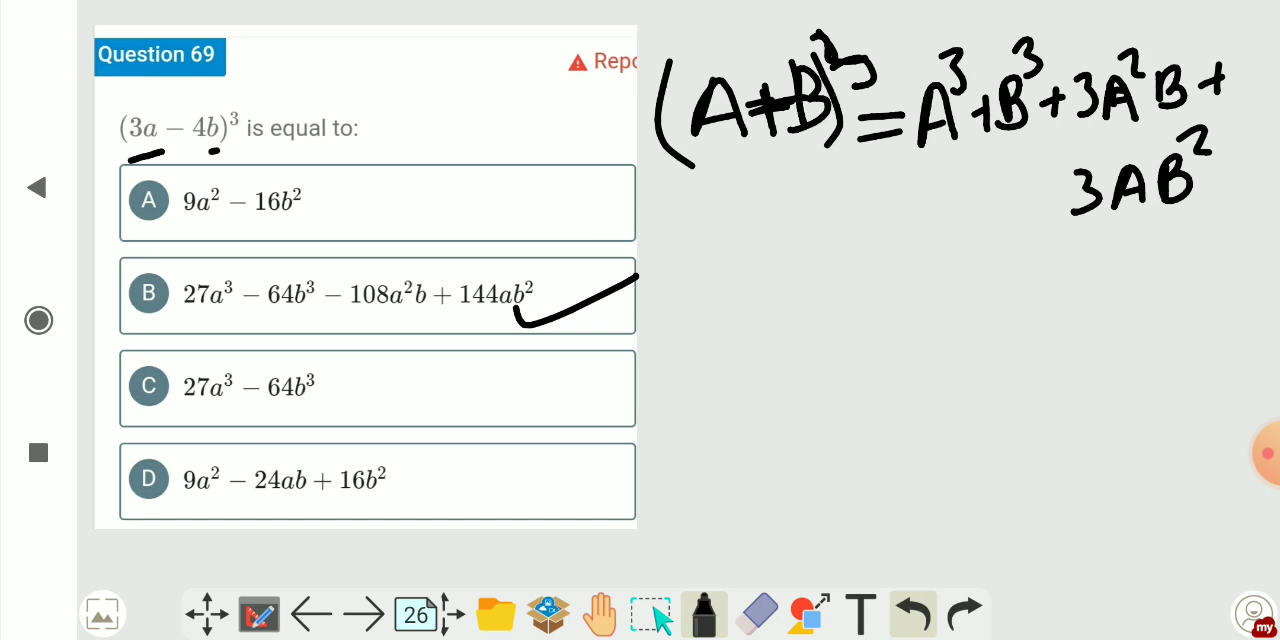 Question 69
(3a − 4b)³ is equal to:
A 9a² − 16b²
B 27a³ − 64b³ − 108a²b + 144ab²
C 27a³ − 64b³
D 9a² − 24ab + 16b²
(A+B)³ = A³+B³+3A²B+
3AB²
26
T
my